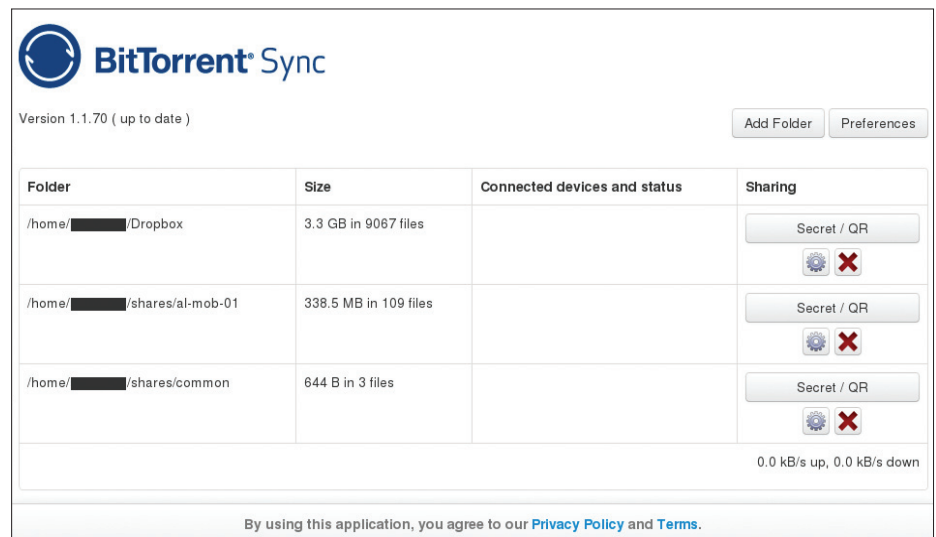 BitTorrent® Sync
Version 1.1.70 ( up to date )
Add Folder Preferences
Folder Size Connected devices and status Sharing
/home/ /Dropbox 3.3 GB in 9067 files Secret / QR
/home/ /shares/al-mob-01 338.5 MB in 109 files Secret / QR
/home/ /shares/common 644 B in 3 files Secret / QR
0.0 kB/s up, 0.0 kB/s down
By using this application, you agree to our Privacy Policy and Terms.